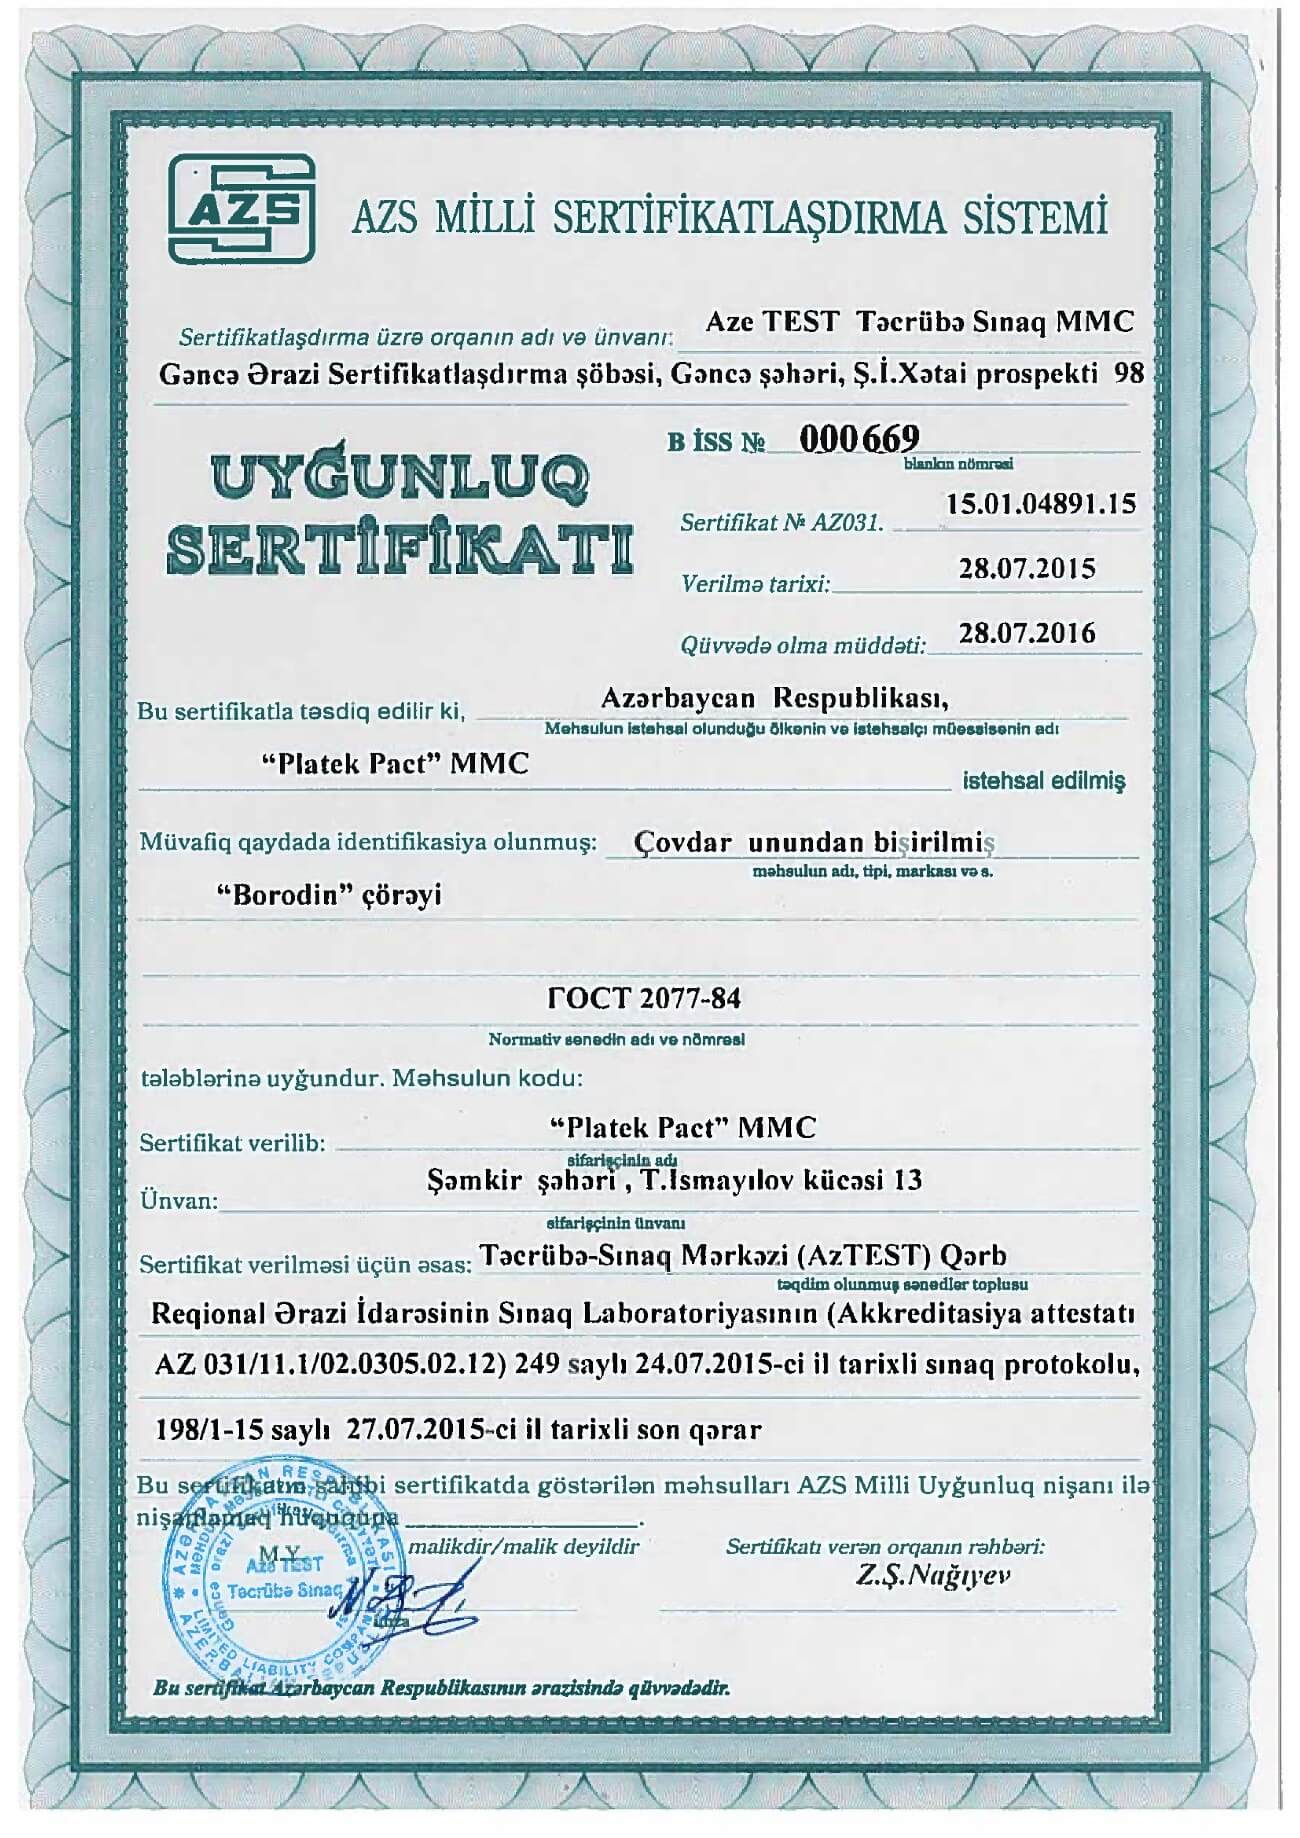 AZS
AZS MİLLİ SERTİFİKATLAŞDIRMA SİSTEMİ
Sertifikatlaşdırma üzrə orqanın adı və ünvanı: Aze TEST Təcrübə Sınaq MMC
Gəncə Ərazi Sertifikatlaşdırma şöbəsi, Gəncə şəhəri, Ş.İ.Xətai prospekti 98
UYĞUNLUQ
SERTİFİKATI
B İSS № 000669
blankın nömrəsi
Sertifikat № AZ031. 15.01.04891.15
Verilmə tarixi: 28.07.2015
Qüvvədə olma müddəti: 28.07.2016
Bu sertifikatla təsdiq edilir ki, Azərbaycan Respublikası,
Məhsulun istehsal olunduğu ölkənin və istehsalçı müəssisənin adı
“Platek Pact” MMC istehsal edilmiş
Müvafiq qaydada identifikasiya olunmuş: Çovdar unundan bişirilmiş
məhsulun adı, tipi, markası və s.
“Borodin” çörəyi
ГОСТ 2077-84
Normativ sənədin adı və nömrəsi
tələblərinə uyğundur. Məhsulun kodu:
Sertifikat verilib: “Platek Pact” MMC
sifarişçinin adı
Ünvan: Şəmkir şəhəri , T.Ismayılov kücəsi 13
sifarişçinin ünvanı
Sertifikat verilməsi üçün əsas: Təcrübə-Sınaq Mərkəzi (AzTEST) Qərb
təqdim olunmuş sənədlər toplusu
Reqional Ərazi İdarəsinin Sınaq Laboratoriyasının (Akkreditasiya attestatı
AZ 031/11.1/02.0305.02.12) 249 saylı 24.07.2015-ci il tarixli sınaq protokolu,
198/1-15 saylı 27.07.2015-ci il tarixli son qərar
Bu sertifikatın sahibi sertifikatda göstərilən məhsulları AZS Milli Uyğunluq nişanı ilə
nişanlamaq hüququna
malikdir/malik deyildir
Sertifikatı verən orqanın rəhbəri:
M.Y.
Z.Ş.Nağıyev
Aze TEST
Təcrübə Sınaq
LIMITED LIABILITY COMPANY
imza
Bu sertifikat Azərbaycan Respublikasının ərazisində qüvvədədir.